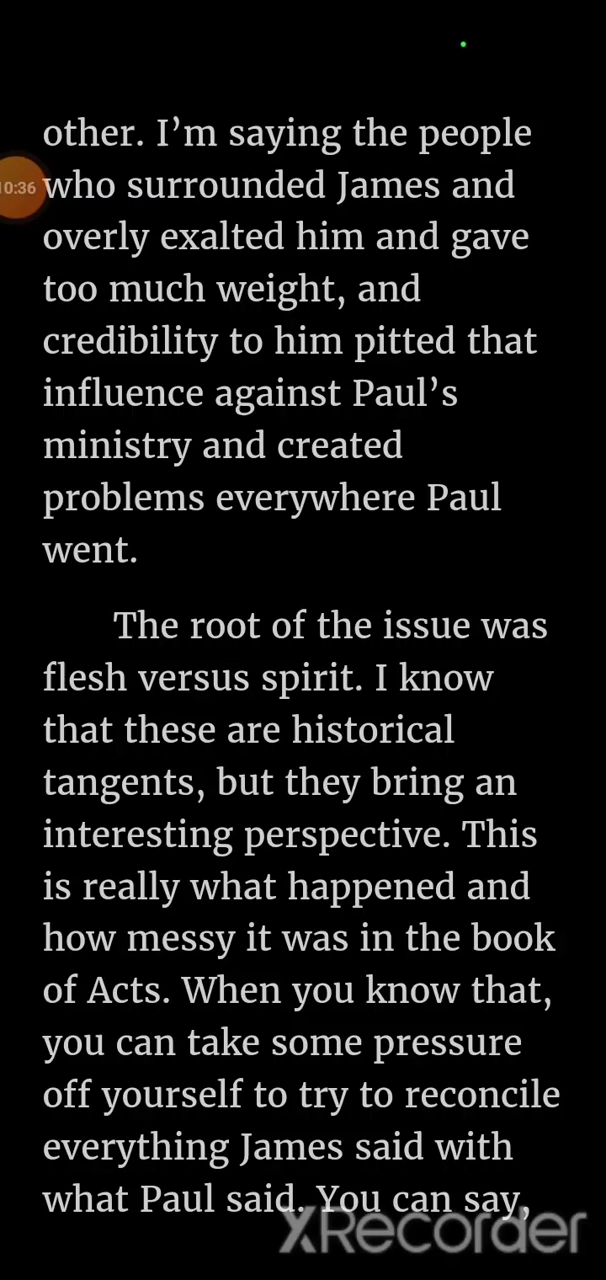 other. I’m saying the people
10:36
who surrounded James and
overly exalted him and gave
too much weight, and
credibility to him pitted that
influence against Paul’s
ministry and created
problems everywhere Paul
went.
The root of the issue was
flesh versus spirit. I know
that these are historical
tangents, but they bring an
interesting perspective. This
is really what happened and
how messy it was in the book
of Acts. When you know that,
you can take some pressure
off yourself to try to reconcile
everything James said with
what Paul said. You can say,
XRecorder